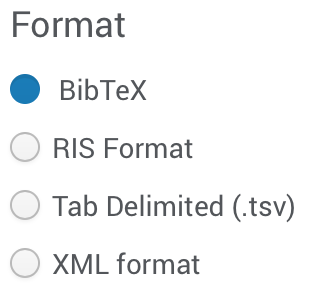 Format
BibTeX
RIS Format
Tab Delimited (.tsv)
XML format